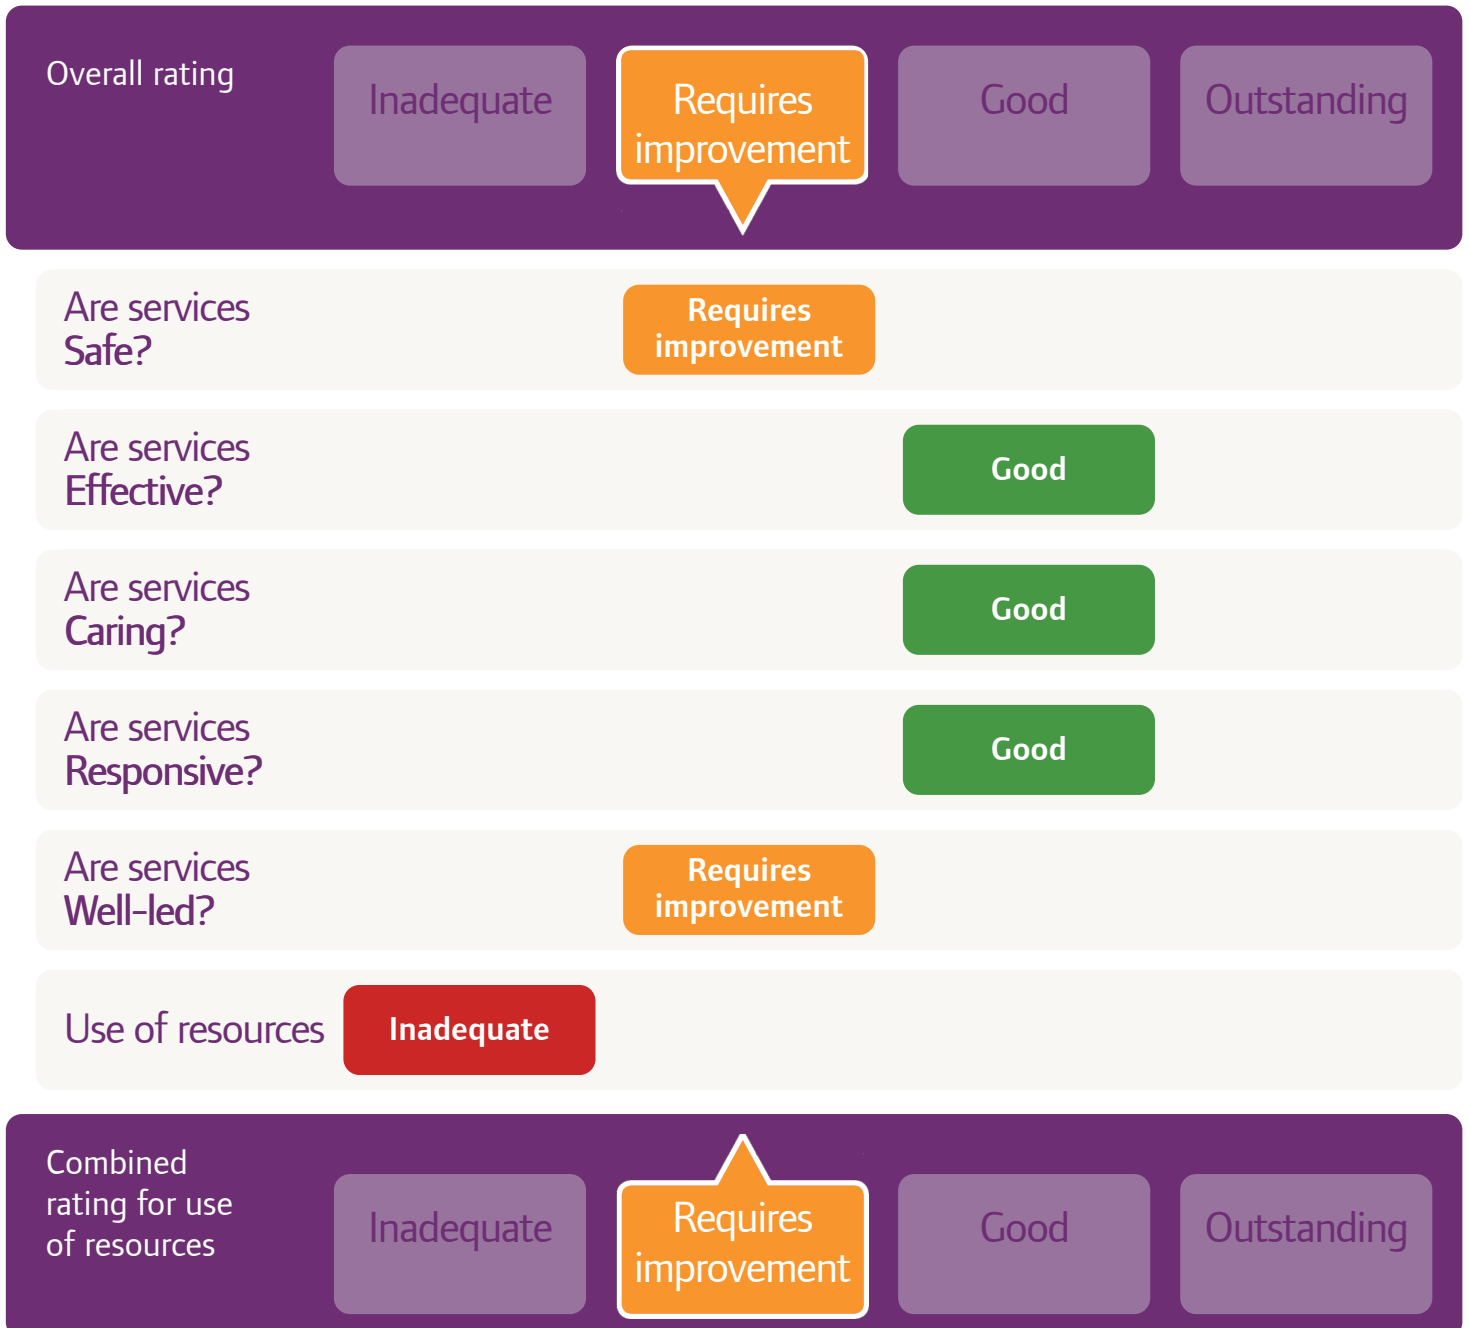 Overall rating
Inadequate
Requires
improvement
Good
Outstanding
Are services
Safe?
Requires
improvement
Are services
Effective?
Good
Are services
Caring?
Good
Are services
Responsive?
Good
Are services
Well-led?
Requires
improvement
Use of resources
Inadequate
Combined
rating for use
of resources
Inadequate
Requires
improvement
Good
Outstanding